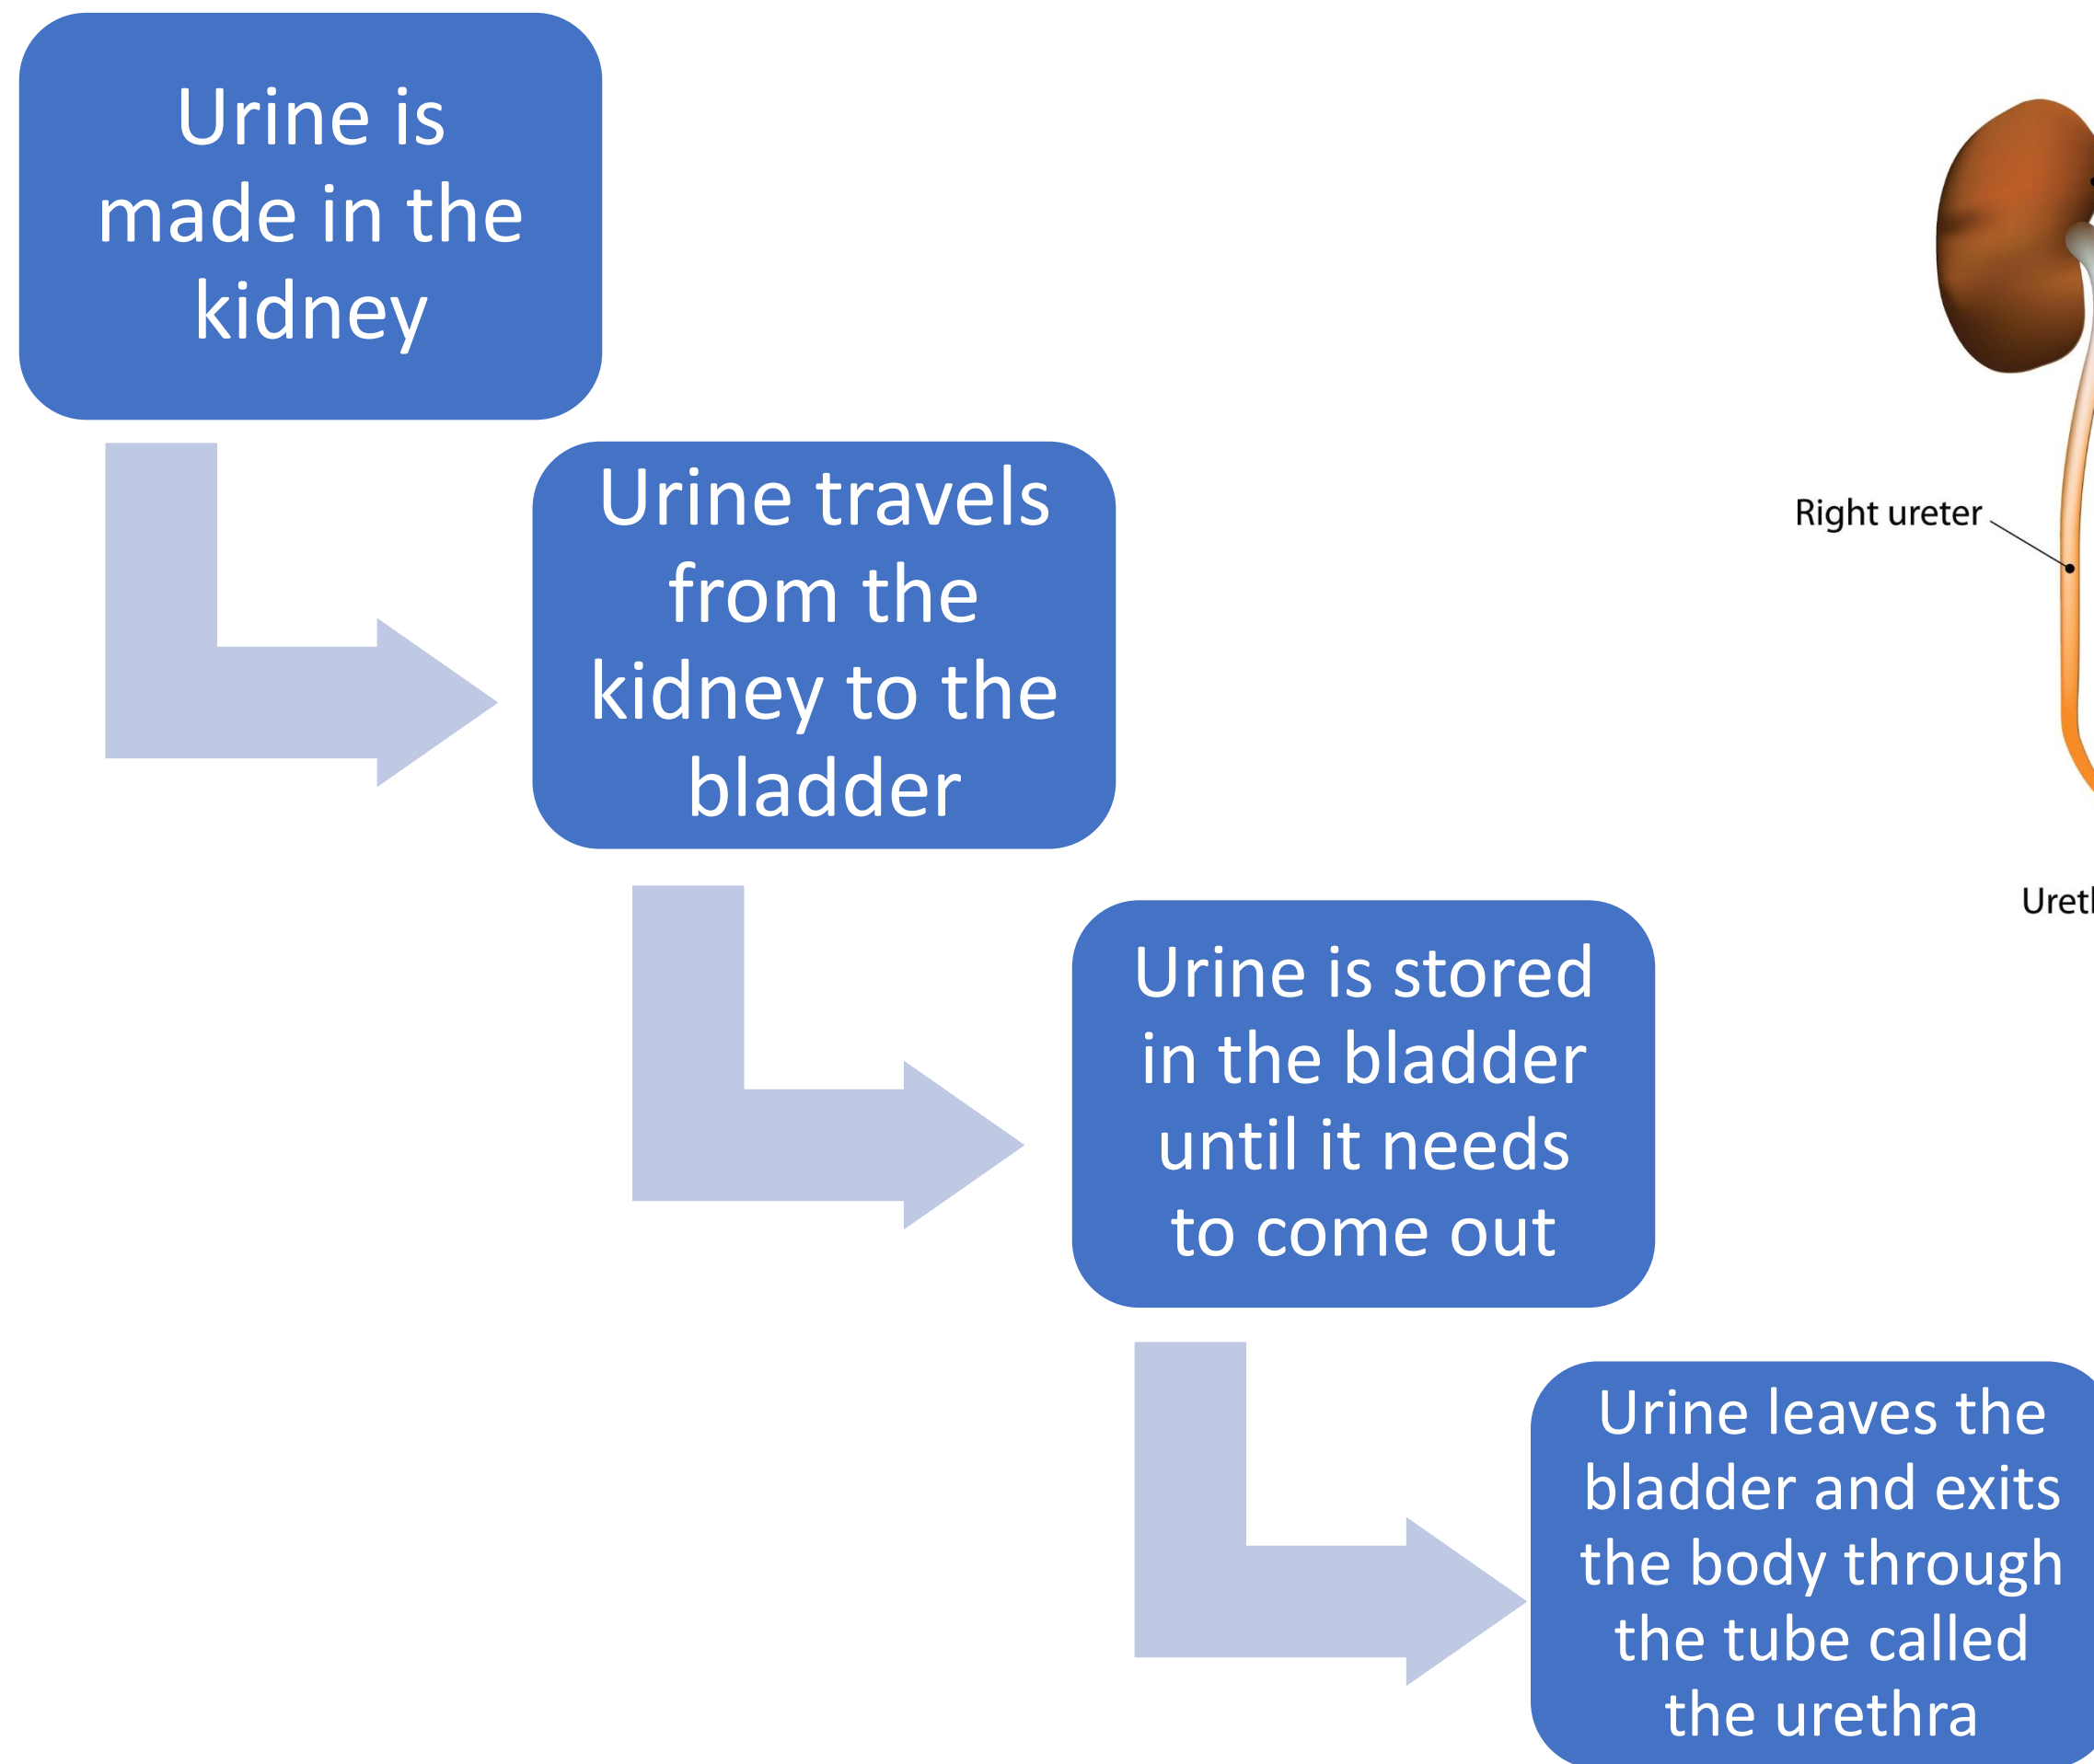 Urine is
made in the
kidney
Urine travels
from the
kidney to the
bladder
Urine is stored
in the bladder
until it needs
to come out
Urine leaves the
bladder and exits
the body through
the tube called
the urethra
Right ureter